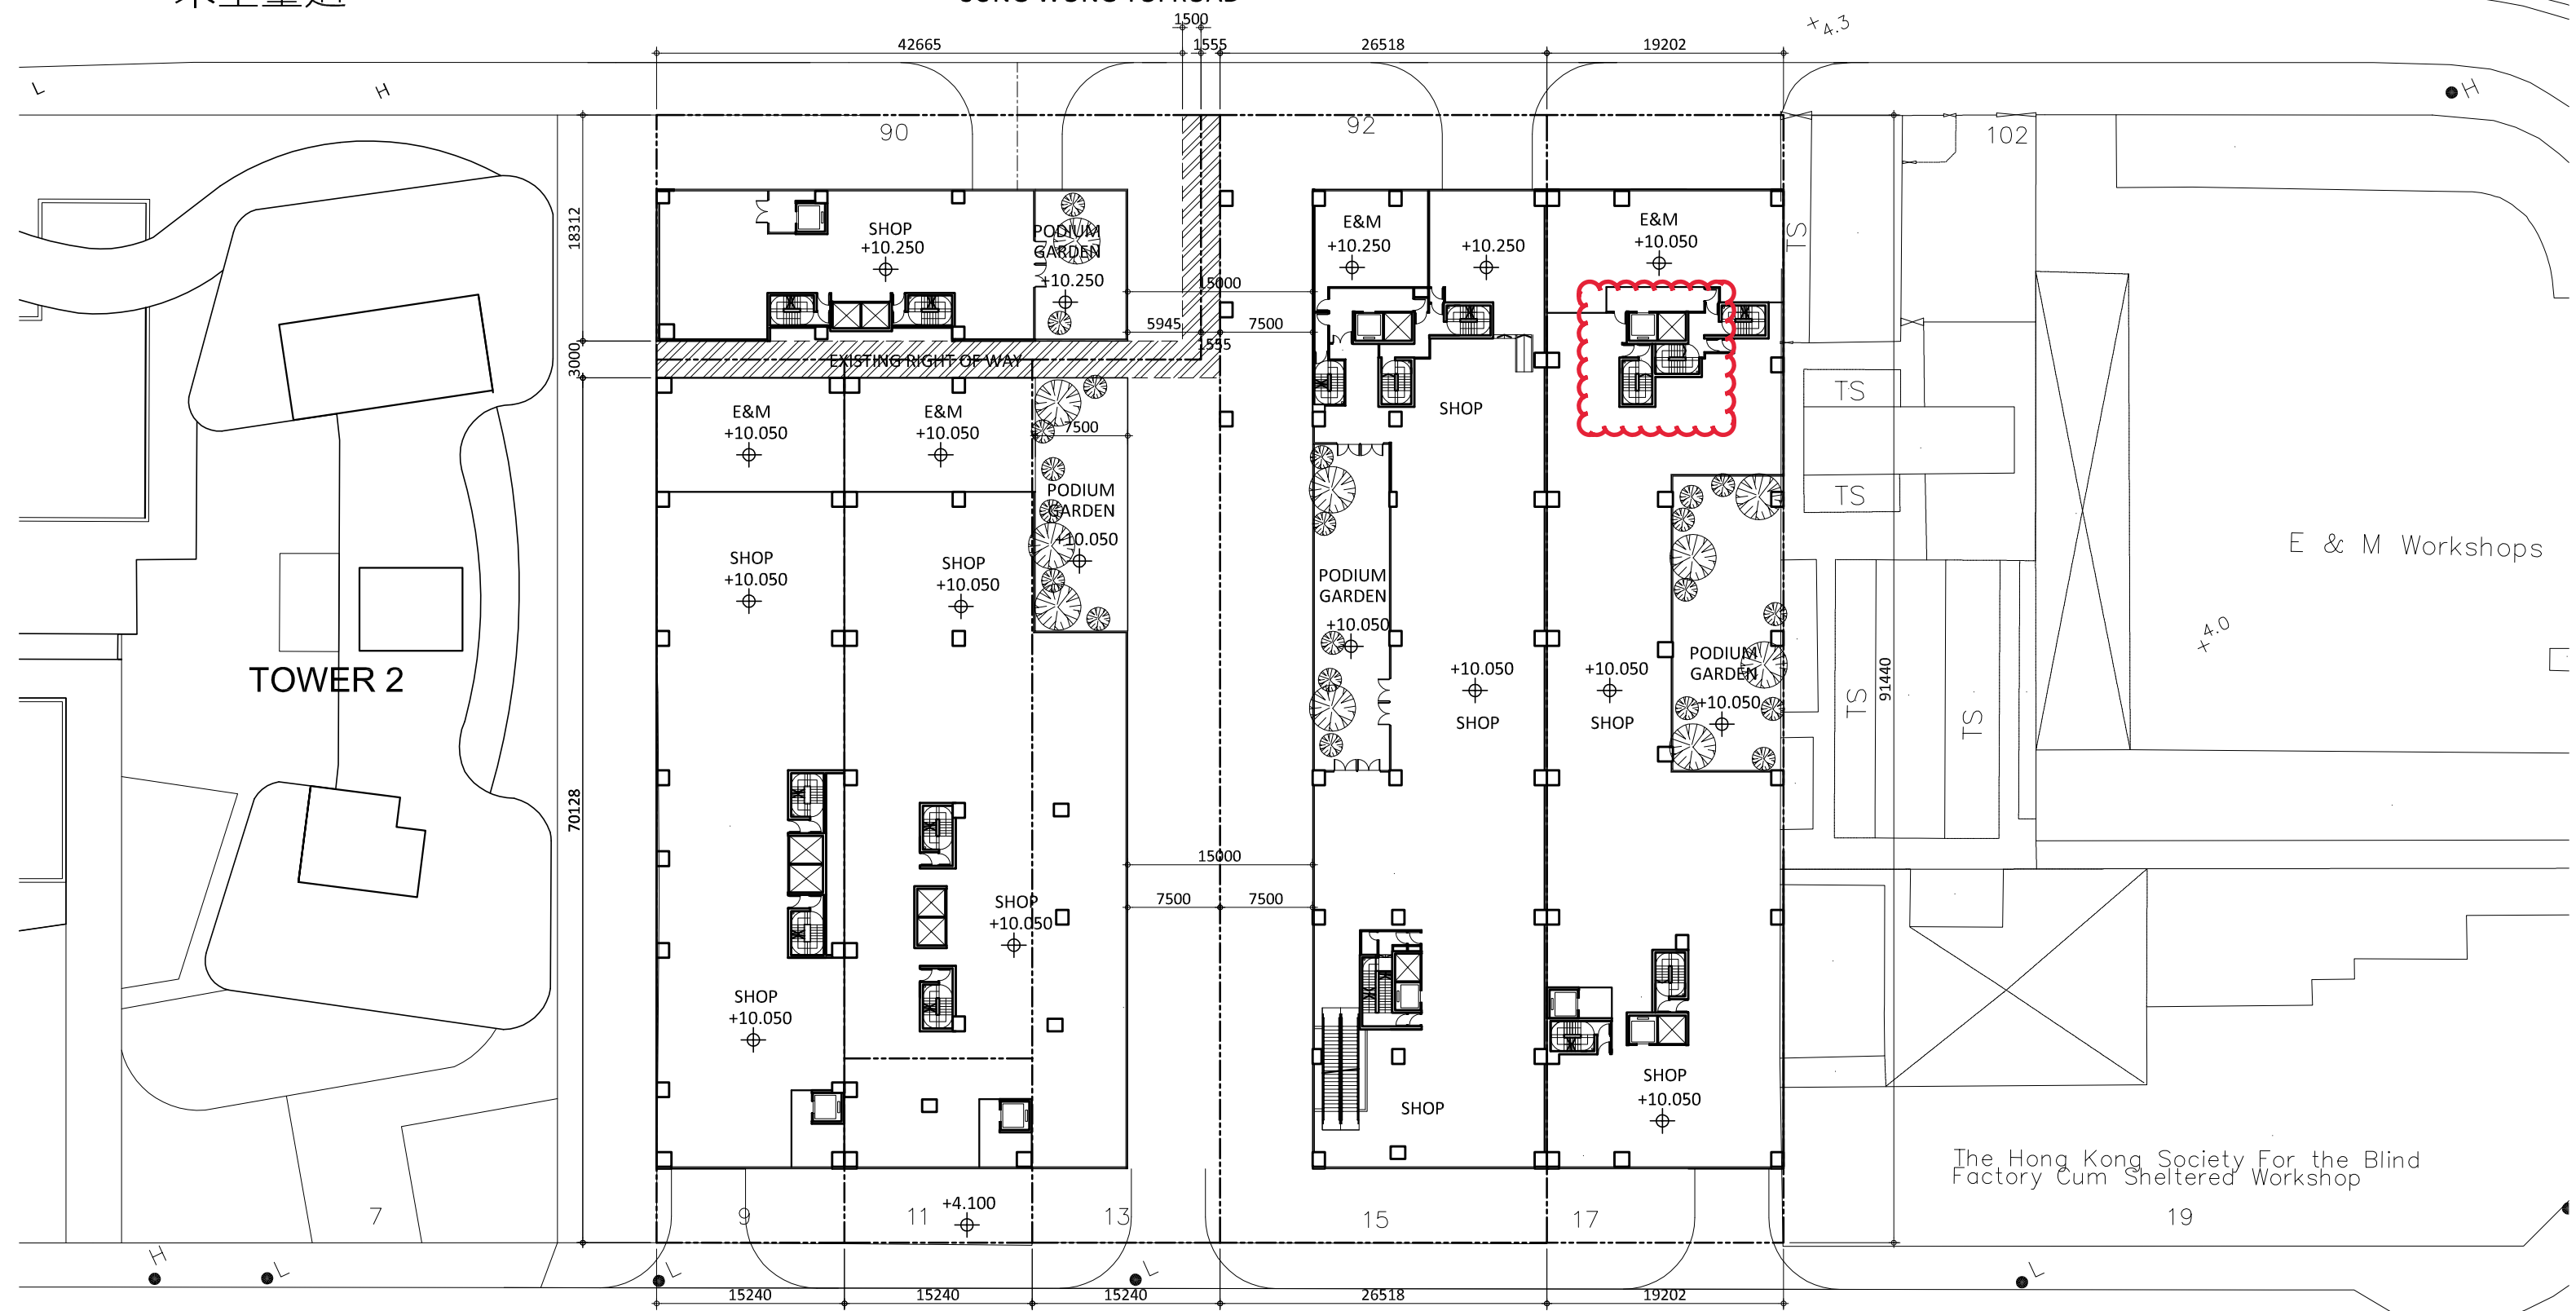 1500
42665
1555
26518
19202
+4.3
L
H
H
90
92
102
18312
SHOP
+10.250
PODIUM
GARDEN
+10.250
E&M
+10.250
+10.250
E&M
+10.050
TS
15000
5945
7500
1555
3000
EXISTING RIGHT OF WAY
TS
E&M
+10.050
E&M
+10.050
7500
SHOP
PODIUM
GARDEN
+10.050
TS
E & M Workshops
SHOP
+10.050
SHOP
+10.050
PODIUM
GARDEN
+10.050
+4.0
TOWER 2
+10.050
SHOP
+10.050
SHOP
PODIUM
GARDEN
+10.050
TS
91440
TS
70128
15000
7500
7500
SHOP
+10.050
SHOP
+10.050
SHOP
SHOP
+10.050
The Hong Kong Society For the Blind
Factory Cum Sheltered Workshop
+4.100
7
9
11
13
15
17
19
H
L
L
L
L
15240
15240
15240
26518
19202